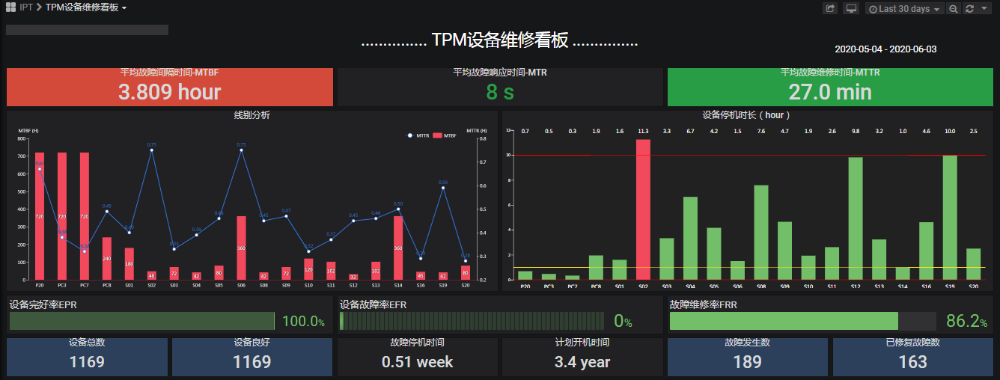 IPT > TPM设备维修看板
Last 30 days
............... TPM设备维修看板 ...............
2020-05-04 - 2020-06-03
平均故障间隔时间-MTBF
3.809 hour
平均故障响应时间-MTR
8 s
平均故障维修时间-MTTR
27.0 min
线别分析
MTBF (H)
MTTR
MTBF
MTTR (H)
800
700
600
500
400
300
200
100
0
0.8
0.7
0.6
0.5
0.4
0.3
0.2
0.75 0.75
0.49 0.45 0.47 0.32 0.37 0.45 0.46 0.50 0.59
720 720 720 240 180 48 72 42 80 360 42 72 120 102 32 102 360 45 42 80
P20 PC3 PC7 PC8 S01 S02 S03 S04 S05 S06 S08 S09 S10 S11 S12 S13 S14 S16 S19 S20
设备停机时长（hour）
12
10
8
6
4
2
0
0.7 0.5 0.3 1.9 1.6 11.3 3.3 6.7 4.2 1.5 7.6 4.7 1.9 2.6 9.8 3.2 1.0 4.6 10.0 2.5
P20 PC3 PC7 PC8 S01 S02 S03 S04 S05 S06 S08 S09 S10 S11 S12 S13 S14 S16 S19 S20
设备完好率EPR
100.0%
设备故障率EFR
0%
故障维修率FRR
86.2%
设备总数
1169
设备良好
1169
故障停机时间
0.51 week
计划开机时间
3.4 year
故障发生数
189
已修复故障数
163